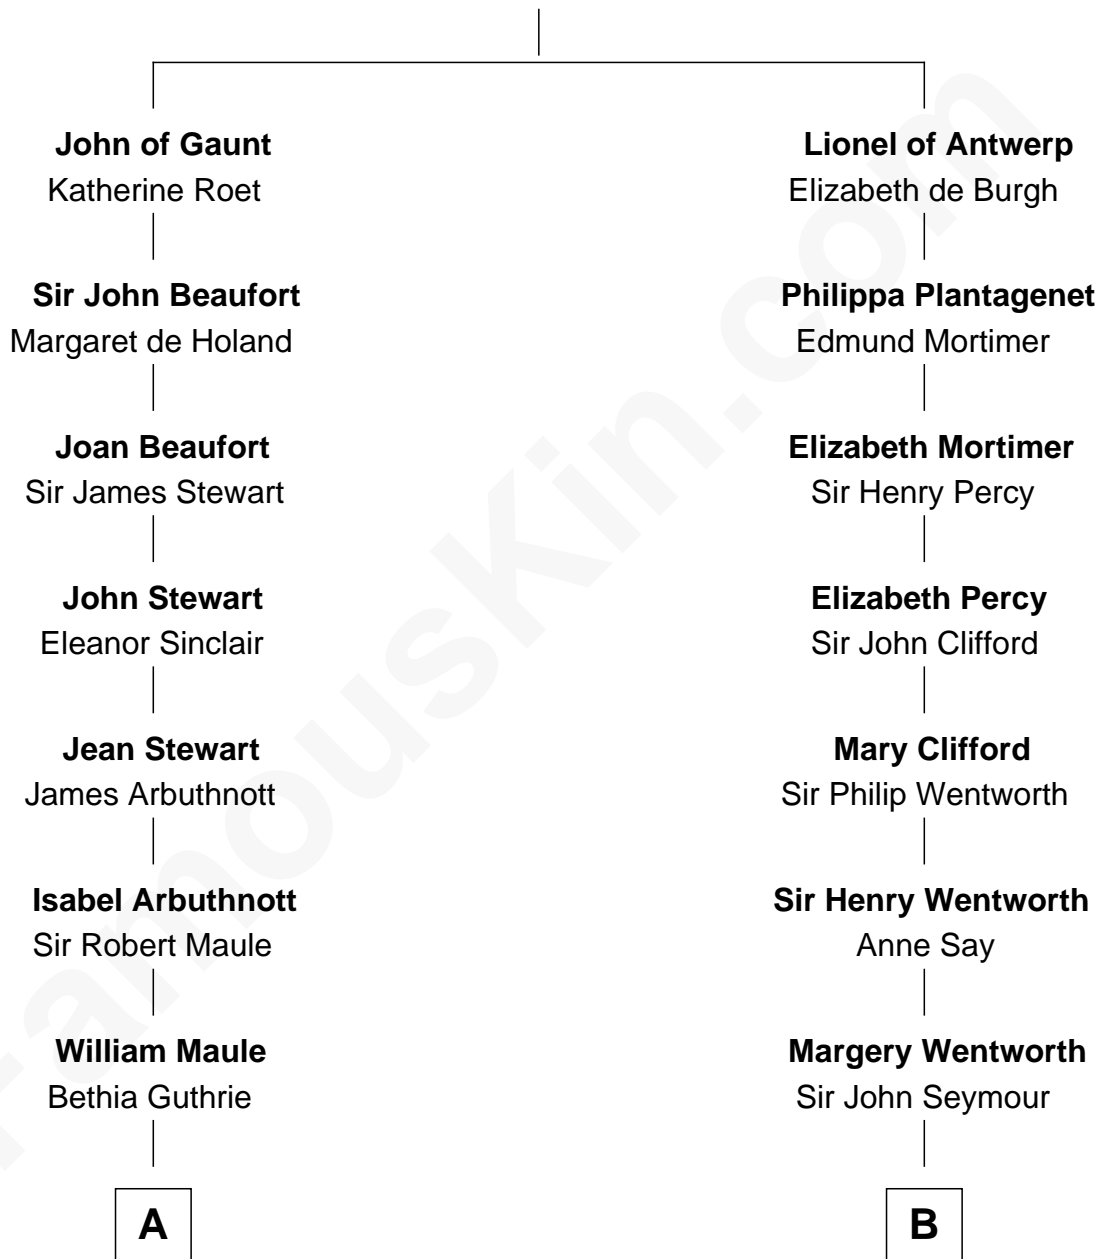 John of Gaunt
Katherine Roet
Sir John Beaufort
Margaret de Holand
Joan Beaufort
Sir James Stewart
John Stewart
Eleanor Sinclair
Jean Stewart
James Arbuthnott
Isabel Arbuthnott
Sir Robert Maule
William Maule
Bethia Guthrie
A
Lionel of Antwerp
Elizabeth de Burgh
Philippa Plantagenet
Edmund Mortimer
Elizabeth Mortimer
Sir Henry Percy
Elizabeth Percy
Sir John Clifford
Mary Clifford
Sir Philip Wentworth
Sir Henry Wentworth
Anne Say
Margery Wentworth
Sir John Seymour
B
FamousKin.com